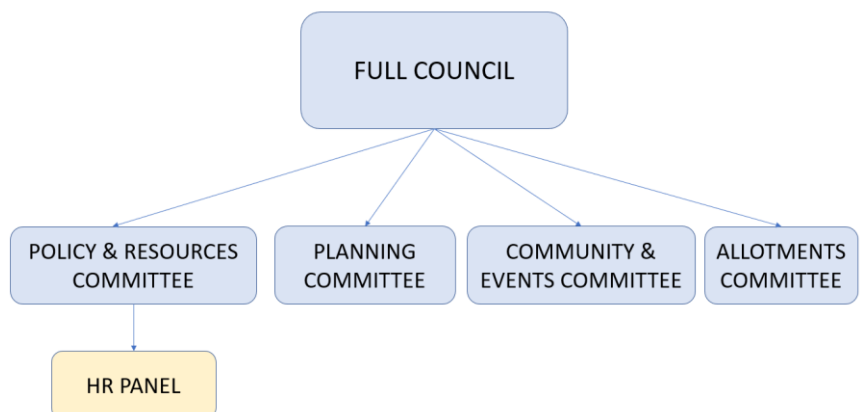 FULL COUNCIL
POLICY & RESOURCES
COMMITTEE
PLANNING
COMMITTEE
COMMUNITY &
EVENTS COMMITTEE
ALLOTMENTS
COMMITTEE
HR PANEL